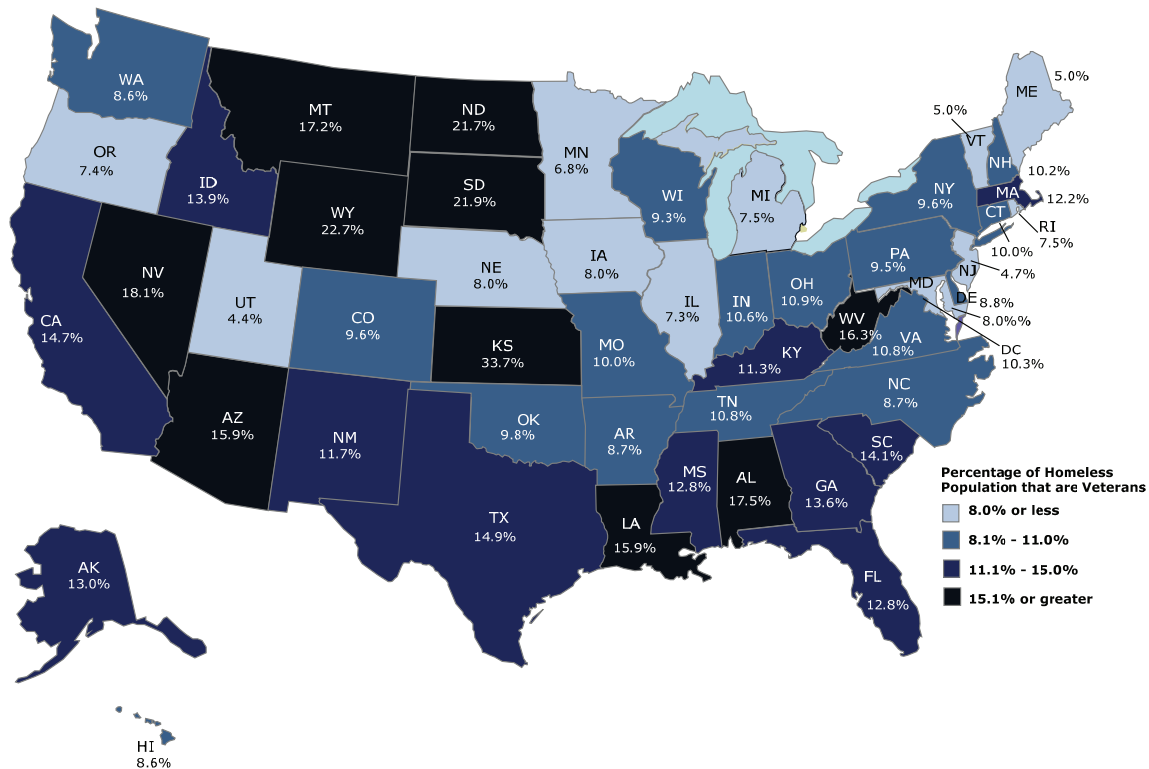 WA
8.6%
OR
7.4%
ID
13.9%
MT
17.2%
ND
21.7%
SD
21.9%
WY
22.7%
MN
6.8%
WI
9.3%
MI
7.5%
ME
5.0%
VT
5.0%
NH
10.2%
MA
12.2%
RI
7.5%
CT
10.0%
NY
9.6%
PA
9.5%
NJ
4.7%
DE
8.8%
MD
8.0%%
DC
10.3%
NV
18.1%
UT
4.4%
CO
9.6%
NE
8.0%
IA
8.0%
IL
7.3%
IN
10.6%
OH
10.9%
WV
16.3%
VA
10.8%
CA
14.7%
KS
33.7%
MO
10.0%
KY
11.3%
NC
8.7%
TN
10.8%
AZ
15.9%
NM
11.7%
OK
9.8%
AR
8.7%
SC
14.1%
MS
12.8%
AL
17.5%
GA
13.6%
TX
14.9%
LA
15.9%
FL
12.8%
AK
13.0%
HI
8.6%
Percentage of Homeless
Population that are Veterans
8.0% or less
8.1% - 11.0%
11.1% - 15.0%
15.1% or greater